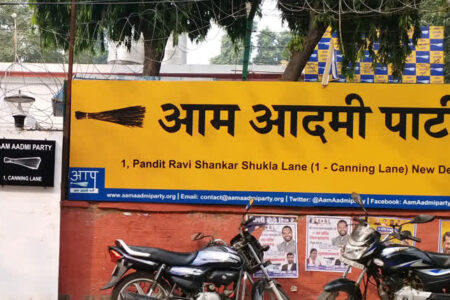 आम आदमी पार्टी
1, Pandit Ravi Shankar Shukla Lane (1 - Canning Lane) New De
AAM AADMI PARTY
1, CANNING LANE
आप
www.aamaadmiparty.org | Email: contact@aamaadmiparty.org | Twitter: @AamAadmiParty | Facebook: AamAadmiParty